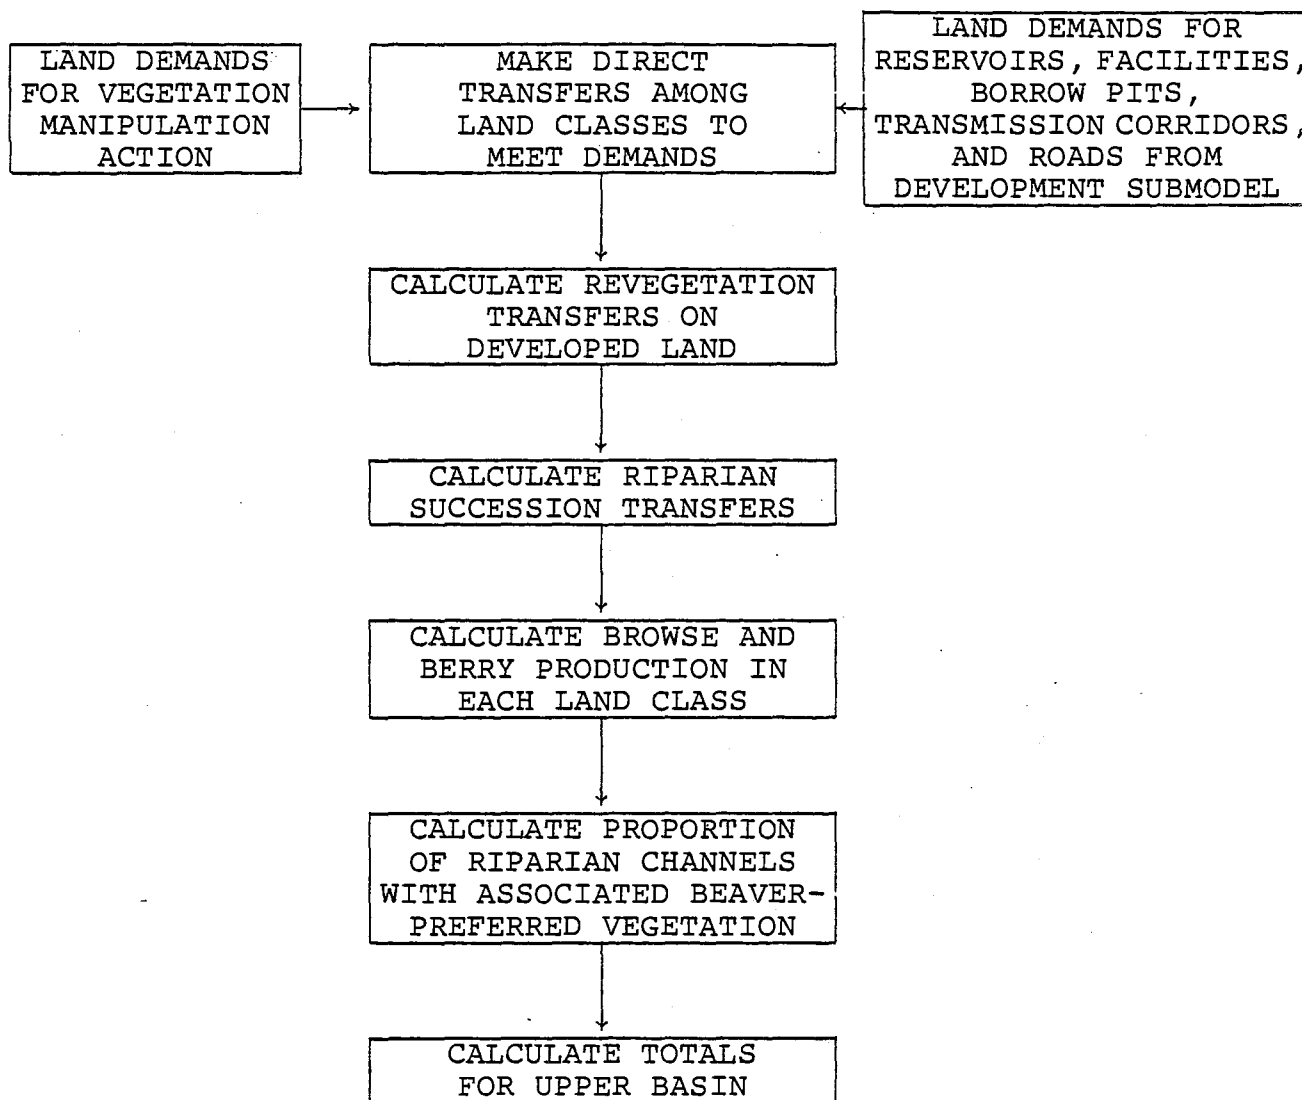 LAND DEMANDS
FOR VEGETATION
MANIPULATION
ACTION
MAKE DIRECT
TRANSFERS AMONG
LAND CLASSES TO
MEET DEMANDS
LAND DEMANDS FOR
RESERVOIRS, FACILITIES,
BORROW PITS,
TRANSMISSION CORRIDORS,
AND ROADS FROM
DEVELOPMENT SUBMODEL
CALCULATE REVEGETATION
TRANSFERS ON
DEVELOPED LAND
CALCULATE RIPARIAN
SUCCESSION TRANSFERS
CALCULATE BROWSE AND
BERRY PRODUCTION IN
EACH LAND CLASS
CALCULATE PROPORTION
OF RIPARIAN CHANNELS
WITH ASSOCIATED BEAVER-
PREFERRED VEGETATION
CALCULATE TOTALS
FOR UPPER BASIN